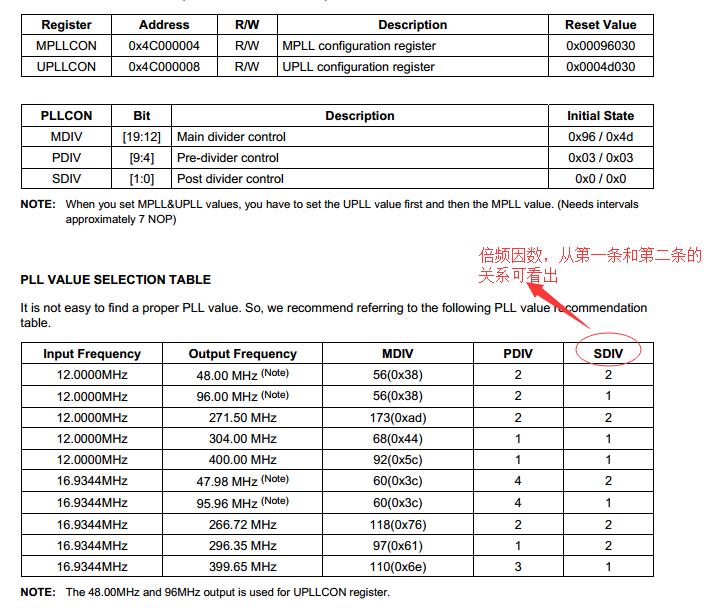 Register Address R/W Description Reset Value
MPLLCON 0x4C000004 R/W MPLL configuration register 0x00096030
UPLLCON 0x4C000008 R/W UPLL configuration register 0x0004d030
PLLCON Bit Description Initial State
MDIV [19:12] Main divider control 0x96 / 0x4d
PDIV [9:4] Pre-divider control 0x03 / 0x03
SDIV [1:0] Post divider control 0x0 / 0x0
NOTE: When you set MPLL&UPLL values, you have to set the UPLL value first and then the MPLL value. (Needs intervals
approximately 7 NOP)
倍频因数，从第一条和第二条的
关系可看出
PLL VALUE SELECTION TABLE
It is not easy to find a proper PLL value. So, we recommend referring to the following PLL value recommendation
table.
Input Frequency Output Frequency MDIV PDIV SDIV
12.0000MHz 48.00 MHz (Note) 56(0x38) 2 2
12.0000MHz 96.00 MHz (Note) 56(0x38) 2 1
12.0000MHz 271.50 MHz 173(0xad) 2 2
12.0000MHz 304.00 MHz 68(0x44) 1 1
12.0000MHz 400.00 MHz 92(0x5c) 1 1
16.9344MHz 47.98 MHz (Note) 60(0x3c) 4 2
16.9344MHz 95.96 MHz (Note) 60(0x3c) 4 1
16.9344MHz 266.72 MHz 118(0x76) 2 2
16.9344MHz 296.35 MHz 97(0x61) 1 2
16.9344MHz 399.65 MHz 110(0x6e) 3 1
NOTE: The 48.00MHz and 96MHz output is used for UPLLCON register.